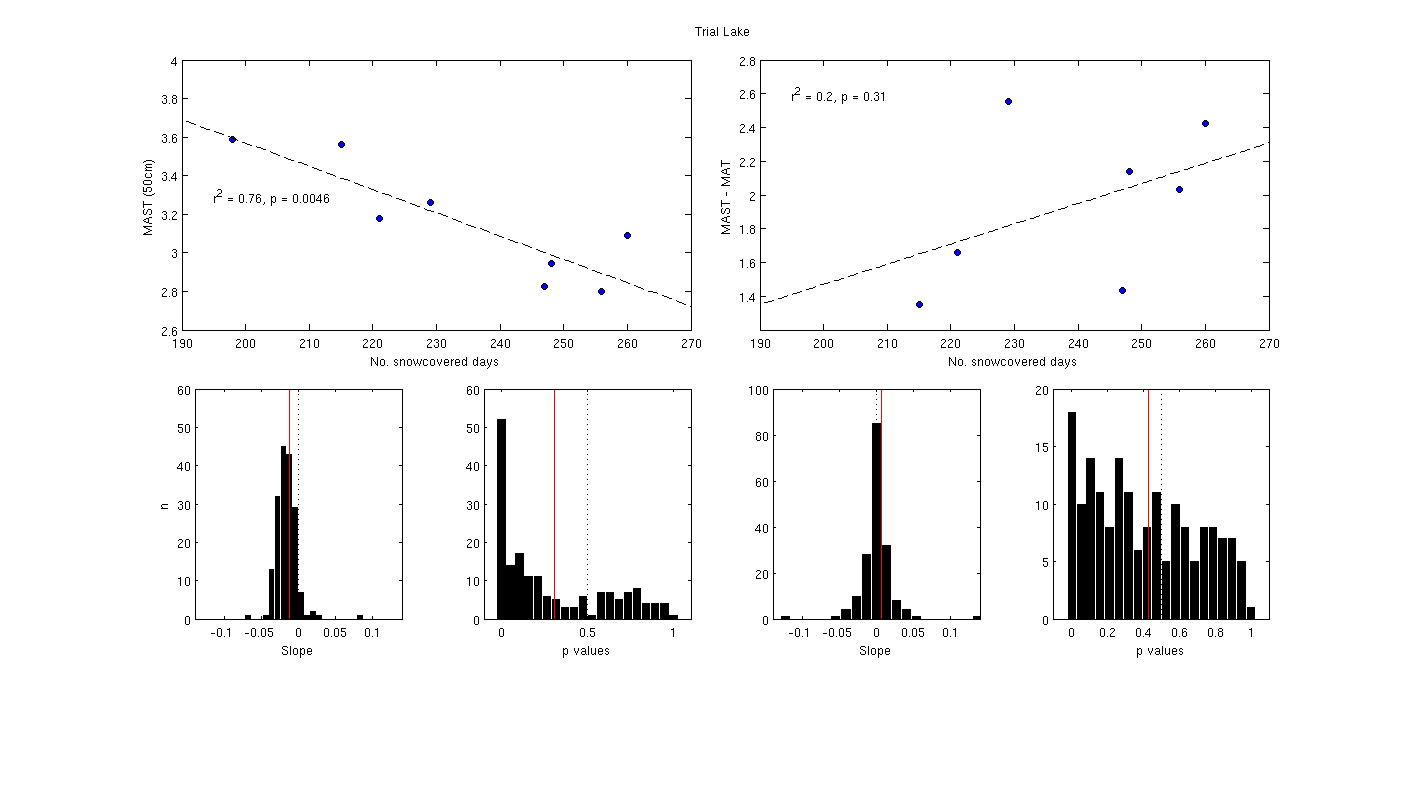 Trial Lake
4
3.8
3.6
3.4
3.2
3
2.8
2.6
MAST (50cm)
r2 = 0.76, p = 0.0046
190 200 210 220 230 240 250 260 270
No. snowcovered days
2.8
2.6
2.4
2.2
2
1.8
1.6
1.4
MAST - MAT
r2 = 0.2, p = 0.31
190 200 210 220 230 240 250 260 270
No. snowcovered days
60
50
40
30
20
10
0
n
-0.1 -0.05 0 0.05 0.1
Slope
60
50
40
30
20
10
0
0 0.5 1
p values
100
80
60
40
20
0
-0.1 -0.05 0 0.05 0.1
Slope
20
15
10
5
0
0 0.2 0.4 0.6 0.8 1
p values